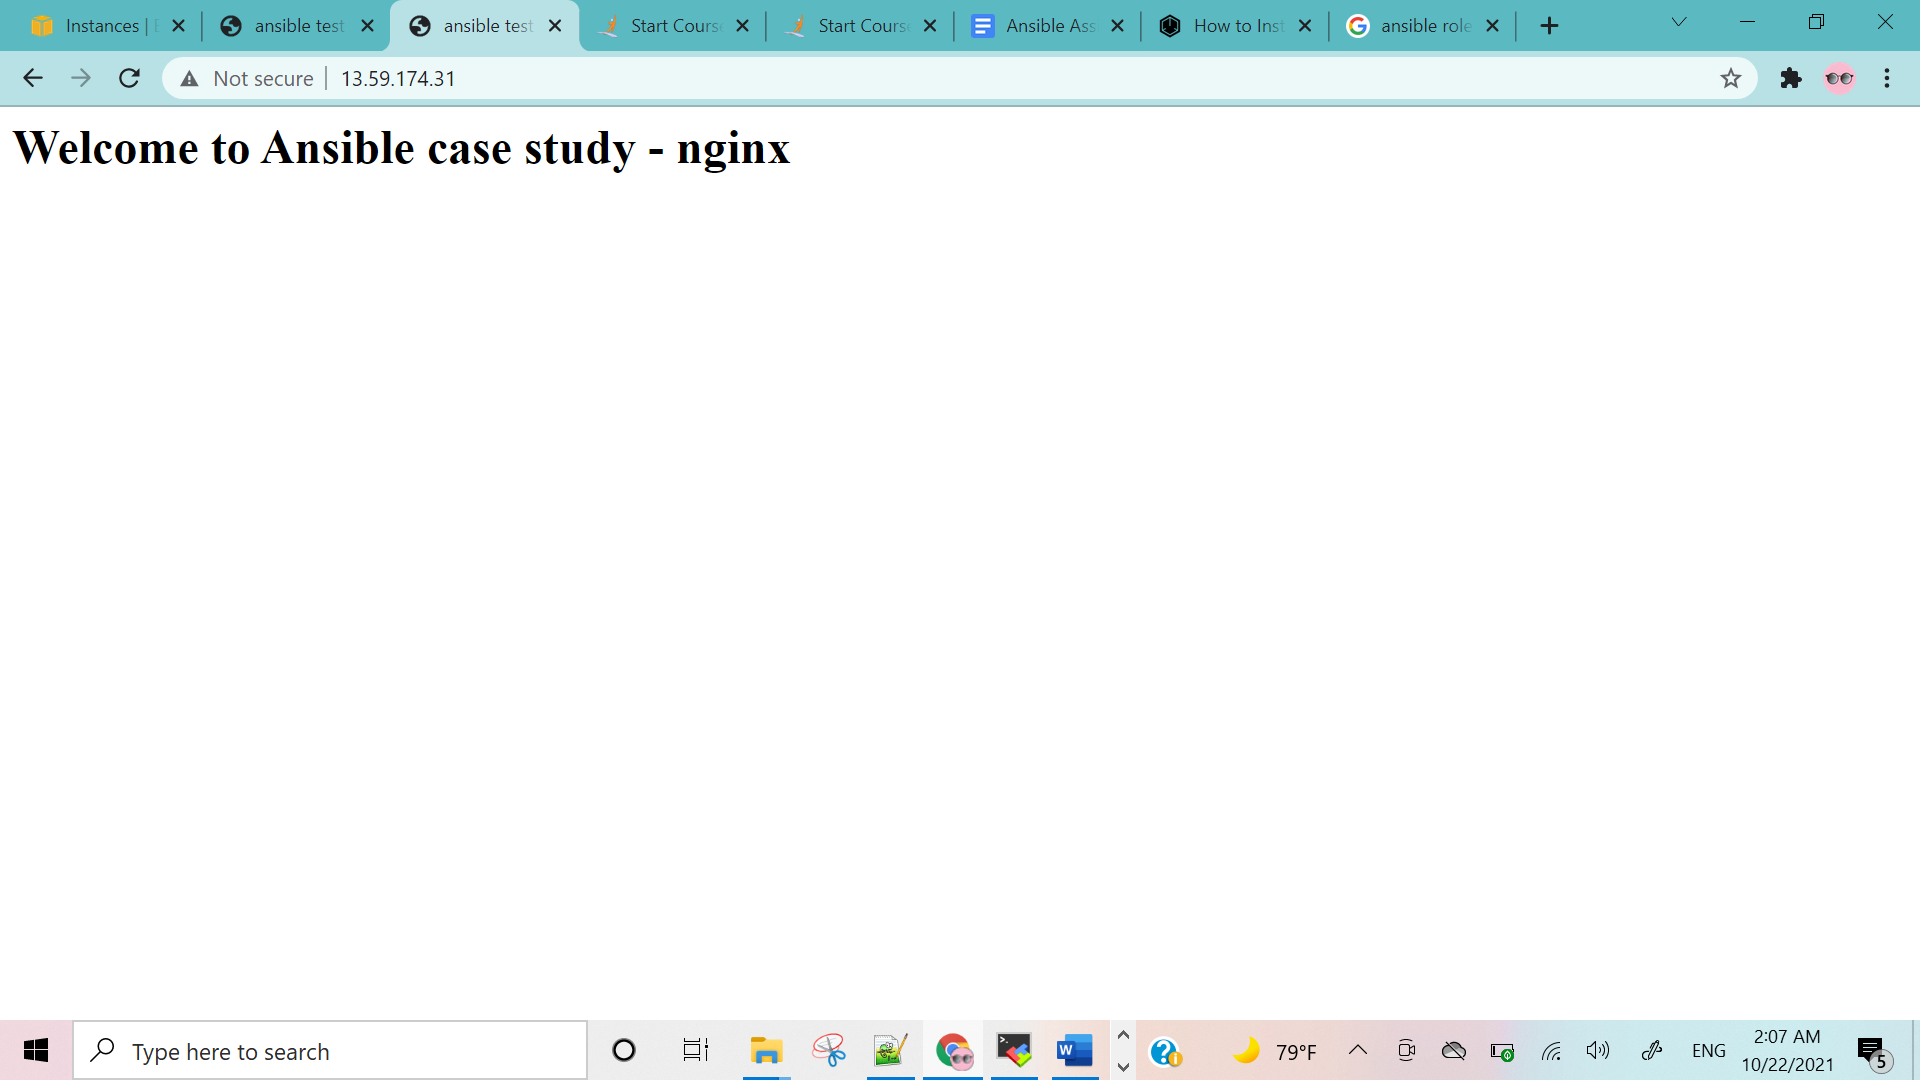 Instances |
ansible test
ansible test
Start Cours
Start Cours
Ansible Ass
How to Inst
ansible role
Not secure
13.59.174.31
Welcome to Ansible case study - nginx
Type here to search
W
79°F
ENG
2:07 AM
10/22/2021
5